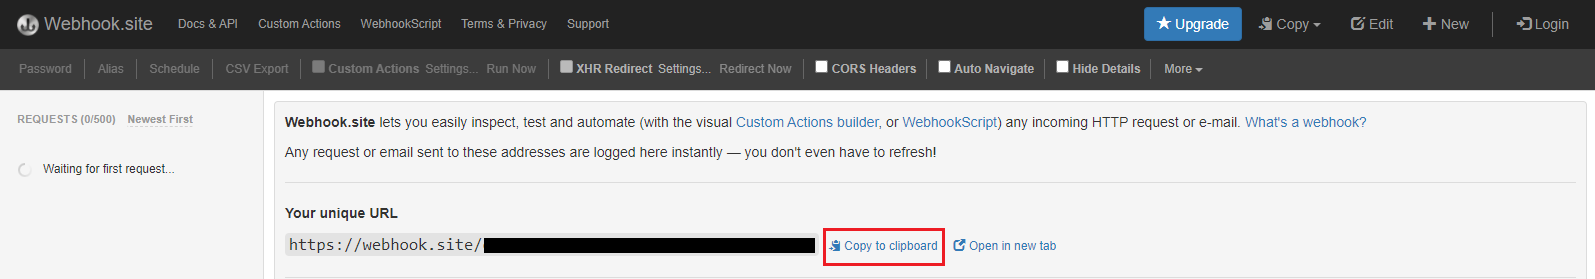 Webhook.site Docs & API Custom Actions WebhookScript Terms & Privacy Support Upgrade Copy Edit New Login
Password Alias Schedule CSV Export Custom Actions Settings... Run Now XHR Redirect Settings... Redirect Now CORS Headers Auto Navigate Hide Details More
REQUESTS (0/500) Newest First
Waiting for first request...
Webhook.site lets you easily inspect, test and automate (with the visual Custom Actions builder, or WebhookScript) any incoming HTTP request or e-mail. What's a webhook?
Any request or email sent to these addresses are logged here instantly — you don't even have to refresh!
Your unique URL
https://webhook.site/ Copy to clipboard Open in new tab